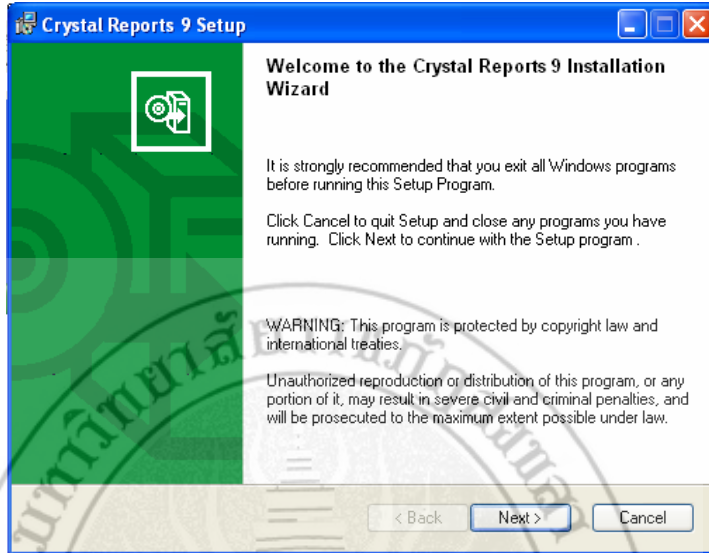 Crystal Reports 9 Setup
Welcome to the Crystal Reports 9 Installation
Wizard
It is strongly recommended that you exit all Windows programs
before running this Setup Program.
Click Cancel to quit Setup and close any programs you have
running. Click Next to continue with the Setup program .
WARNING: This program is protected by copyright law and
international treaties.
Unauthorized reproduction or distribution of this program, or any
portion of it, may result in severe civil and criminal penalties, and
will be prosecuted to the maximum extent possible under law.
< Back
Next >
Cancel